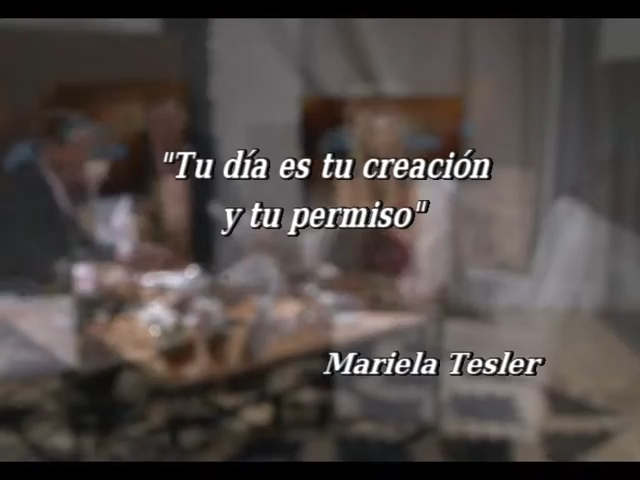 "Tu día es tu creación
y tu permiso"
Mariela Tesler